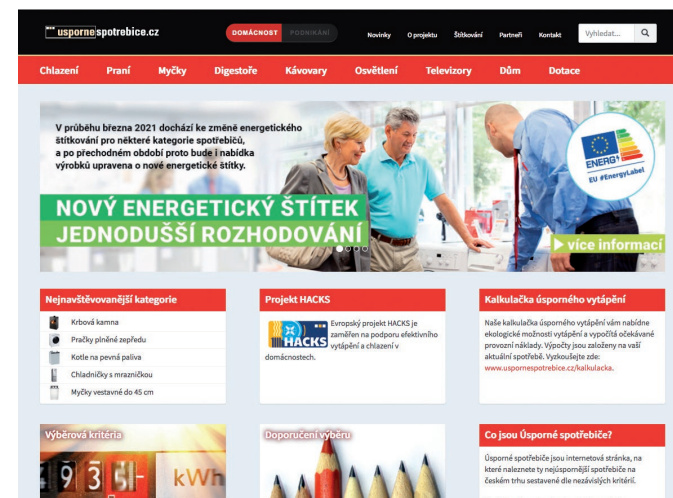 uspornespotrebice.cz
DOMÁCNOST PODNIKÁNÍ
Novinky O projektu Štítkování Partneři Kontakt
Vyhledat...
Chlazení Praní Myčky Digestoře Kávovary Osvětlení Televizory Dům Dotace
V průběhu března 2021 dochází ke změně energetického
štítkování pro některé kategorie spotřebičů,
a po přechodném období proto bude i nabídka
výrobků upravena o nové energetické štítky.
NOVÝ ENERGETICKÝ ŠTÍTEK
JEDNODUŠŠÍ ROZHODOVÁNÍ
ENERG
EU #EnergyLabel
více informací
Nejnavštěvovanější kategorie
Krbová kamna
Pračky plněné zepředu
Kotle na pevná paliva
Chladničky s mrazničkou
Myčky vestavné do 45 cm
Projekt HACKS
HACKS
Evropský projekt HACKS je
zaměřen na podporu efektivního
vytápění a chlazení v
domácnostech.
Kalkulačka úsporného vytápění
Naše kalkulačka úsporného vytápění vám nabídne
ekologické možnosti vytápění a vypočítá očekávané
provozní náklady. Výpočty jsou založeny na vaší
aktuální spotřebě. Vyzkoušejte zde:
www.uspornespotrebice.cz/kalkulacka.
Výběrová kritéria
4 9 3 5
kWh
Doporučení výběru
Co jsou Úsporné spotřebiče?
Úsporné spotřebiče jsou internetová stránka, na
které naleznete ty nejúspornější spotřebiče na
českém trhu sestavené dle nezávislých kritérií.